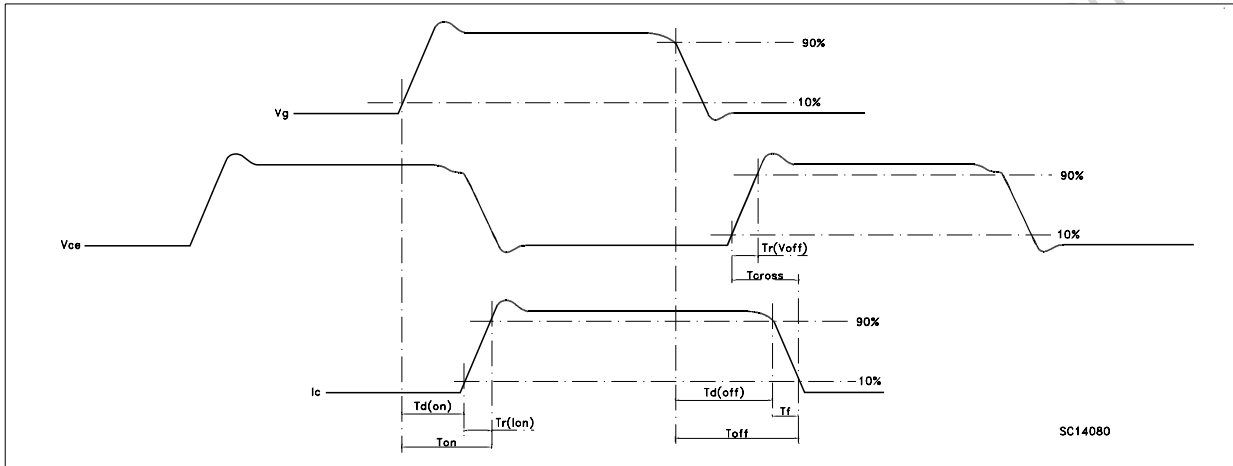 90%
10%
Vg
90%
10%
Vce
Tr(Voff)
Tcross
90%
10%
Ic
Td(on)
Td(off)
Tr(Ion)
Tf
Ton
Toff
SC14080